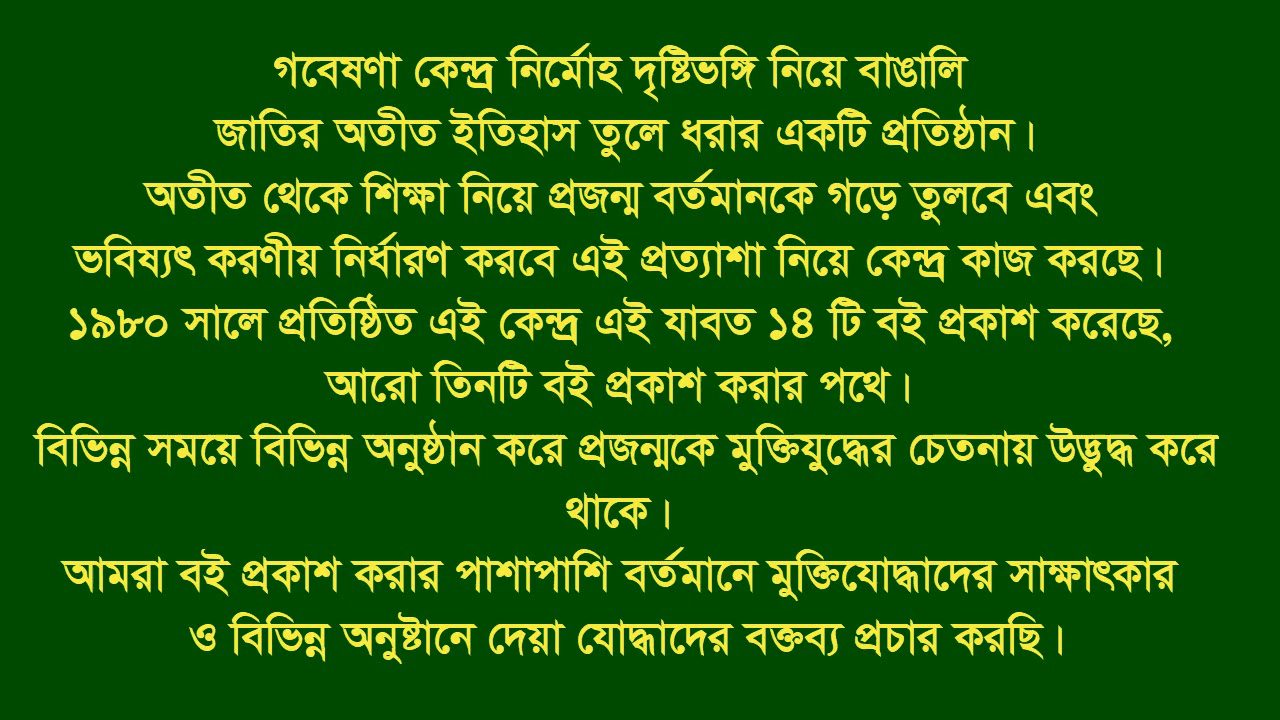 গবেষণা কেন্দ্র নির্মোহ দৃষ্টিভঙ্গি নিয়ে বাঙালি
জাতির অতীত ইতিহাস তুলে ধরার একটি প্রতিষ্ঠান।
অতীত থেকে শিক্ষা নিয়ে প্রজন্ম বর্তমানকে গড়ে তুলবে এবং
ভবিষ্যৎ করণীয় নির্ধারণ করবে এই প্রত্যাশা নিয়ে কেন্দ্র কাজ করছে।
১৯৮০ সালে প্রতিষ্ঠিত এই কেন্দ্র এই যাবত ১৪ টি বই প্রকাশ করেছে,
আরো তিনটি বই প্রকাশ করার পথে।
বিভিন্ন সময়ে বিভিন্ন অনুষ্ঠান করে প্রজন্মকে মুক্তিযুদ্ধের চেতনায় উদ্ভুদ্ধ করে
থাকে।
আমরা বই প্রকাশ করার পাশাপাশি বর্তমানে মুক্তিযোদ্ধাদের সাক্ষাৎকার
ও বিভিন্ন অনুষ্টানে দেয়া যোদ্ধাদের বক্তব্য প্রচার করছি।